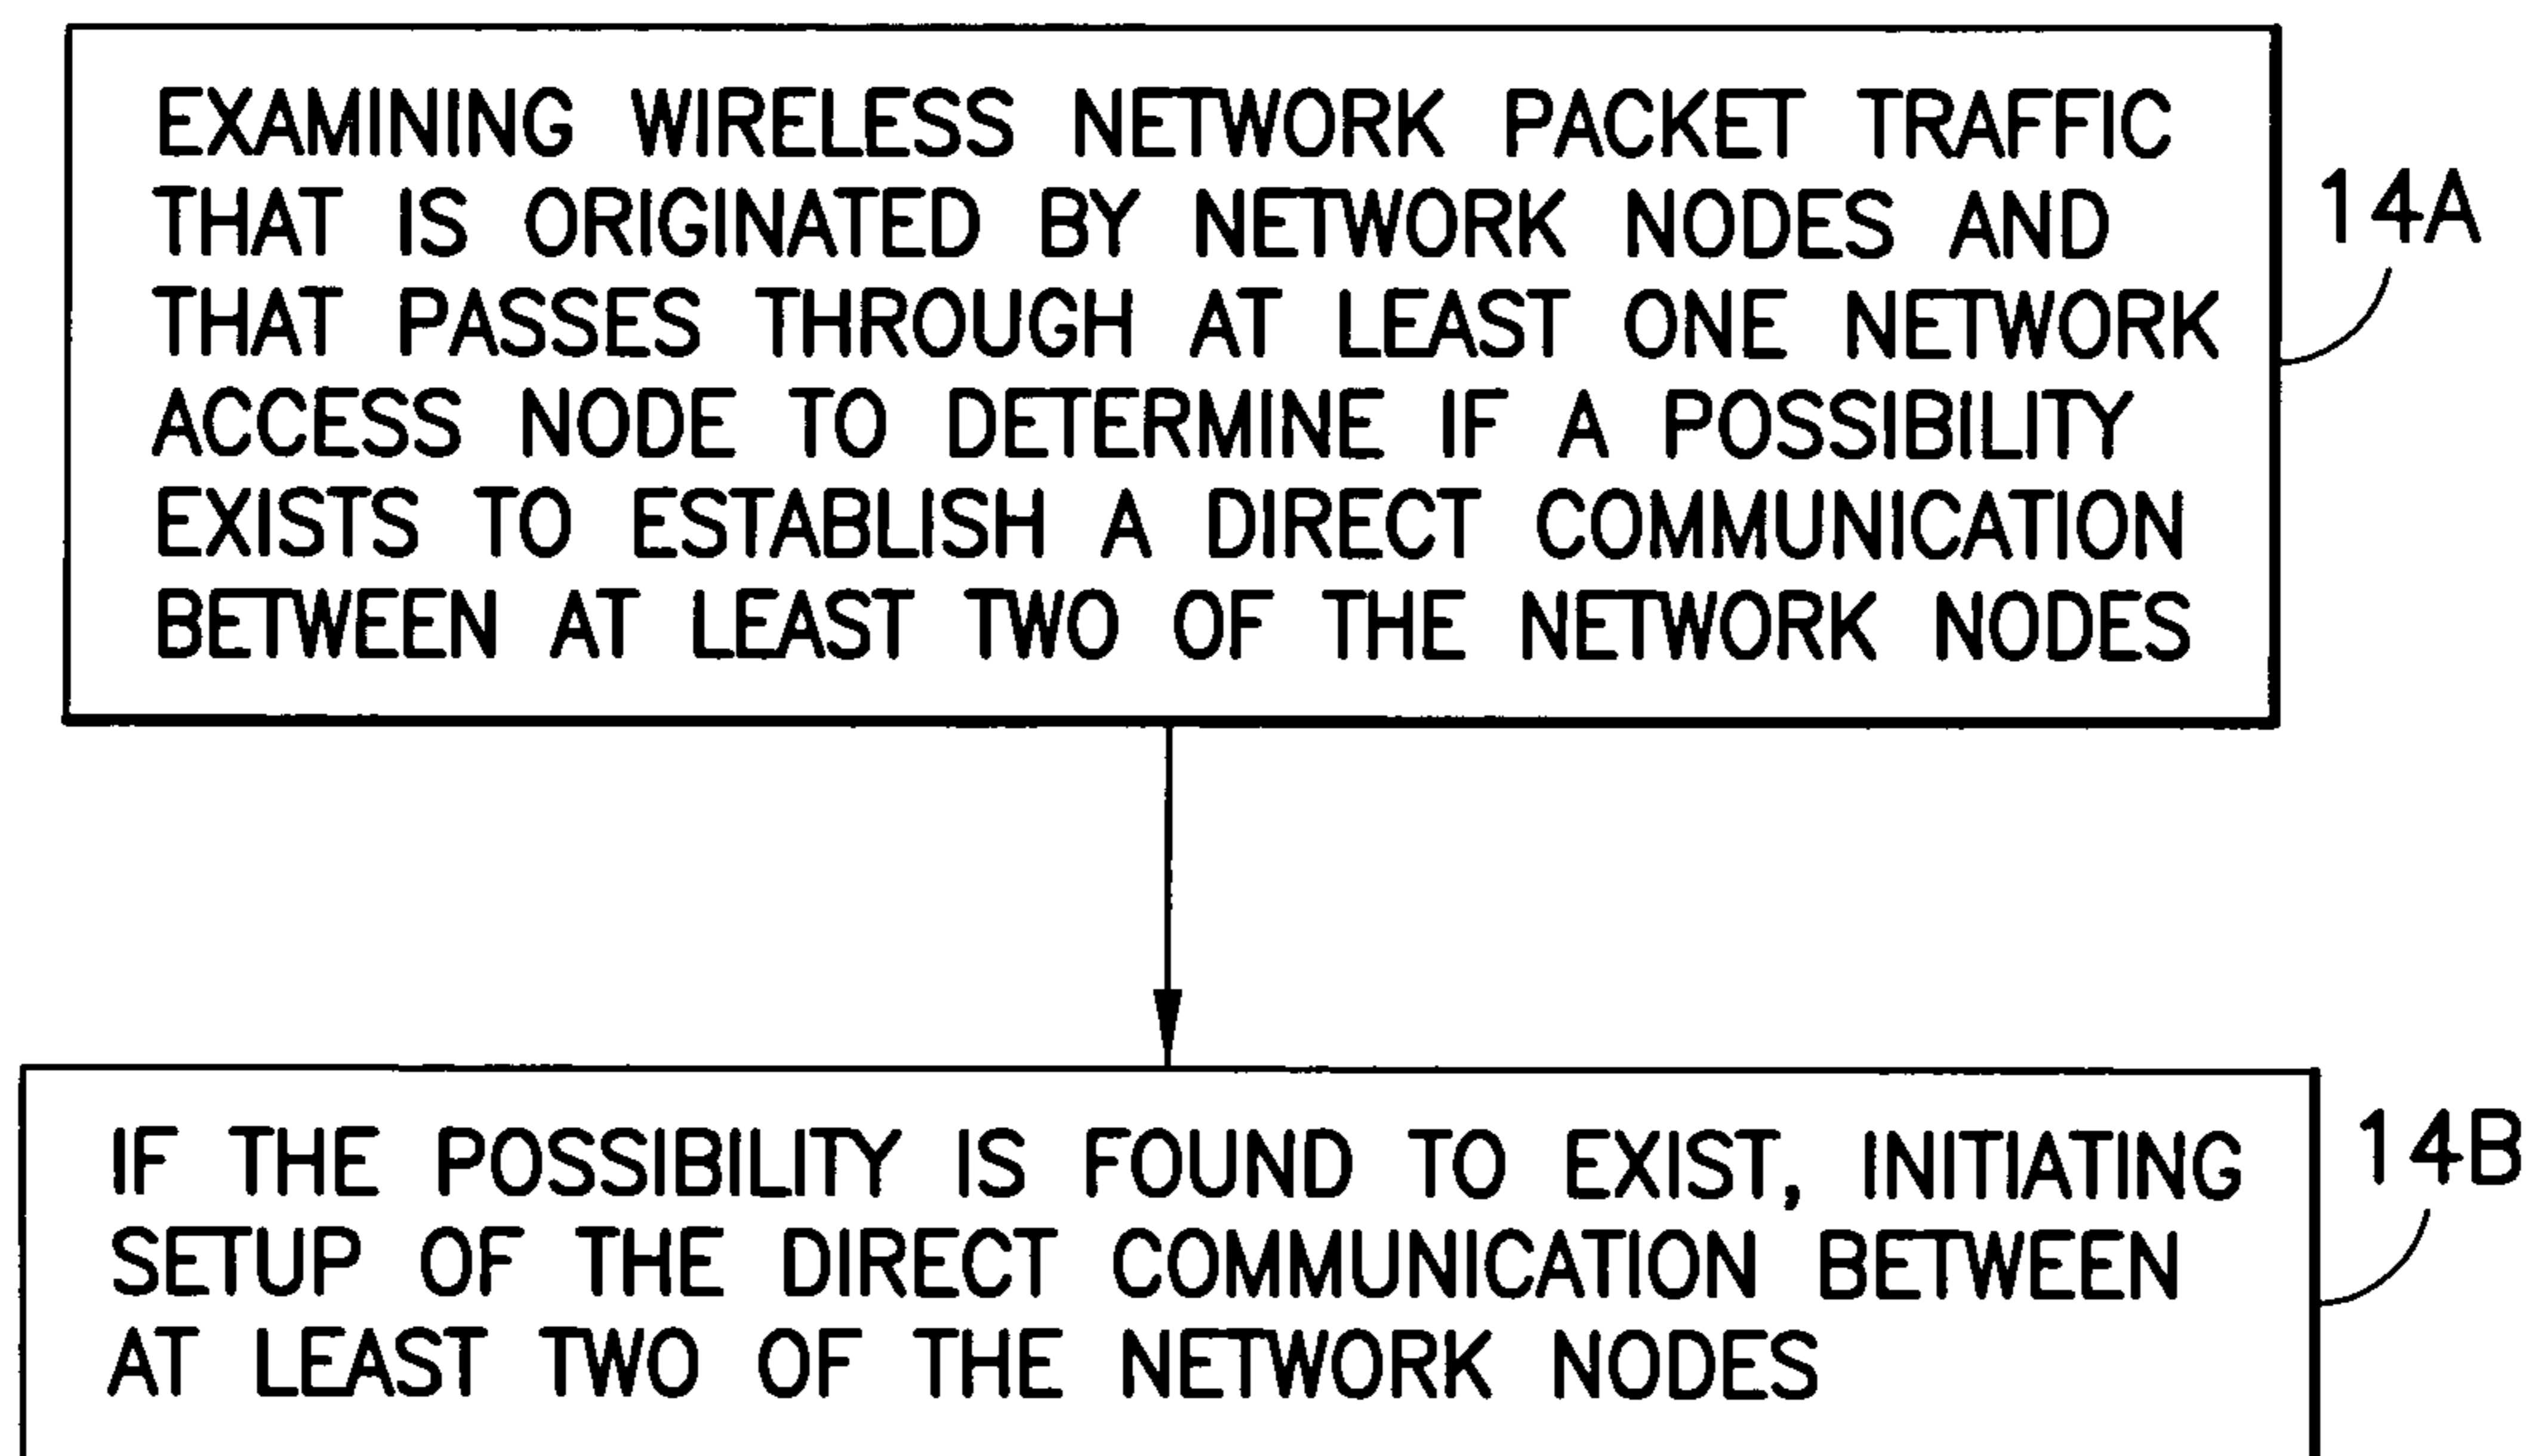 EXAMINING WIRELESS NETWORK PACKET TRAFFIC
THAT IS ORIGINATED BY NETWORK NODES AND
THAT PASSES THROUGH AT LEAST ONE NETWORK
ACCESS NODE TO DETERMINE IF A POSSIBILITY
EXISTS TO ESTABLISH A DIRECT COMMUNICATION
BETWEEN AT LEAST TWO OF THE NETWORK NODES
14A
IF THE POSSIBILITY IS FOUND TO EXIST, INITIATING
SETUP OF THE DIRECT COMMUNICATION BETWEEN
AT LEAST TWO OF THE NETWORK NODES
14B